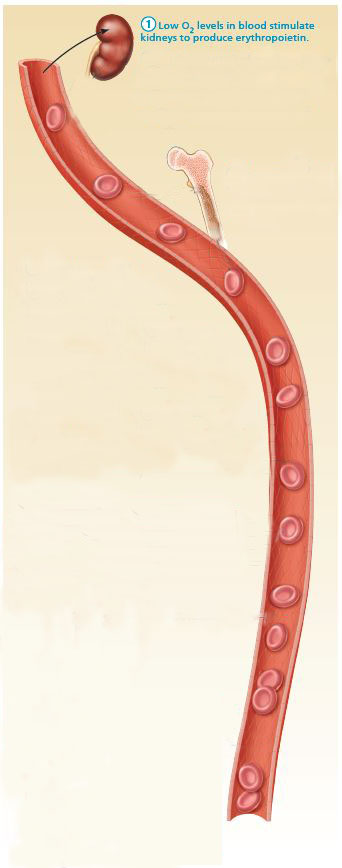 ① Low O₂ levels in blood stimulate
kidneys to produce erythropoietin.